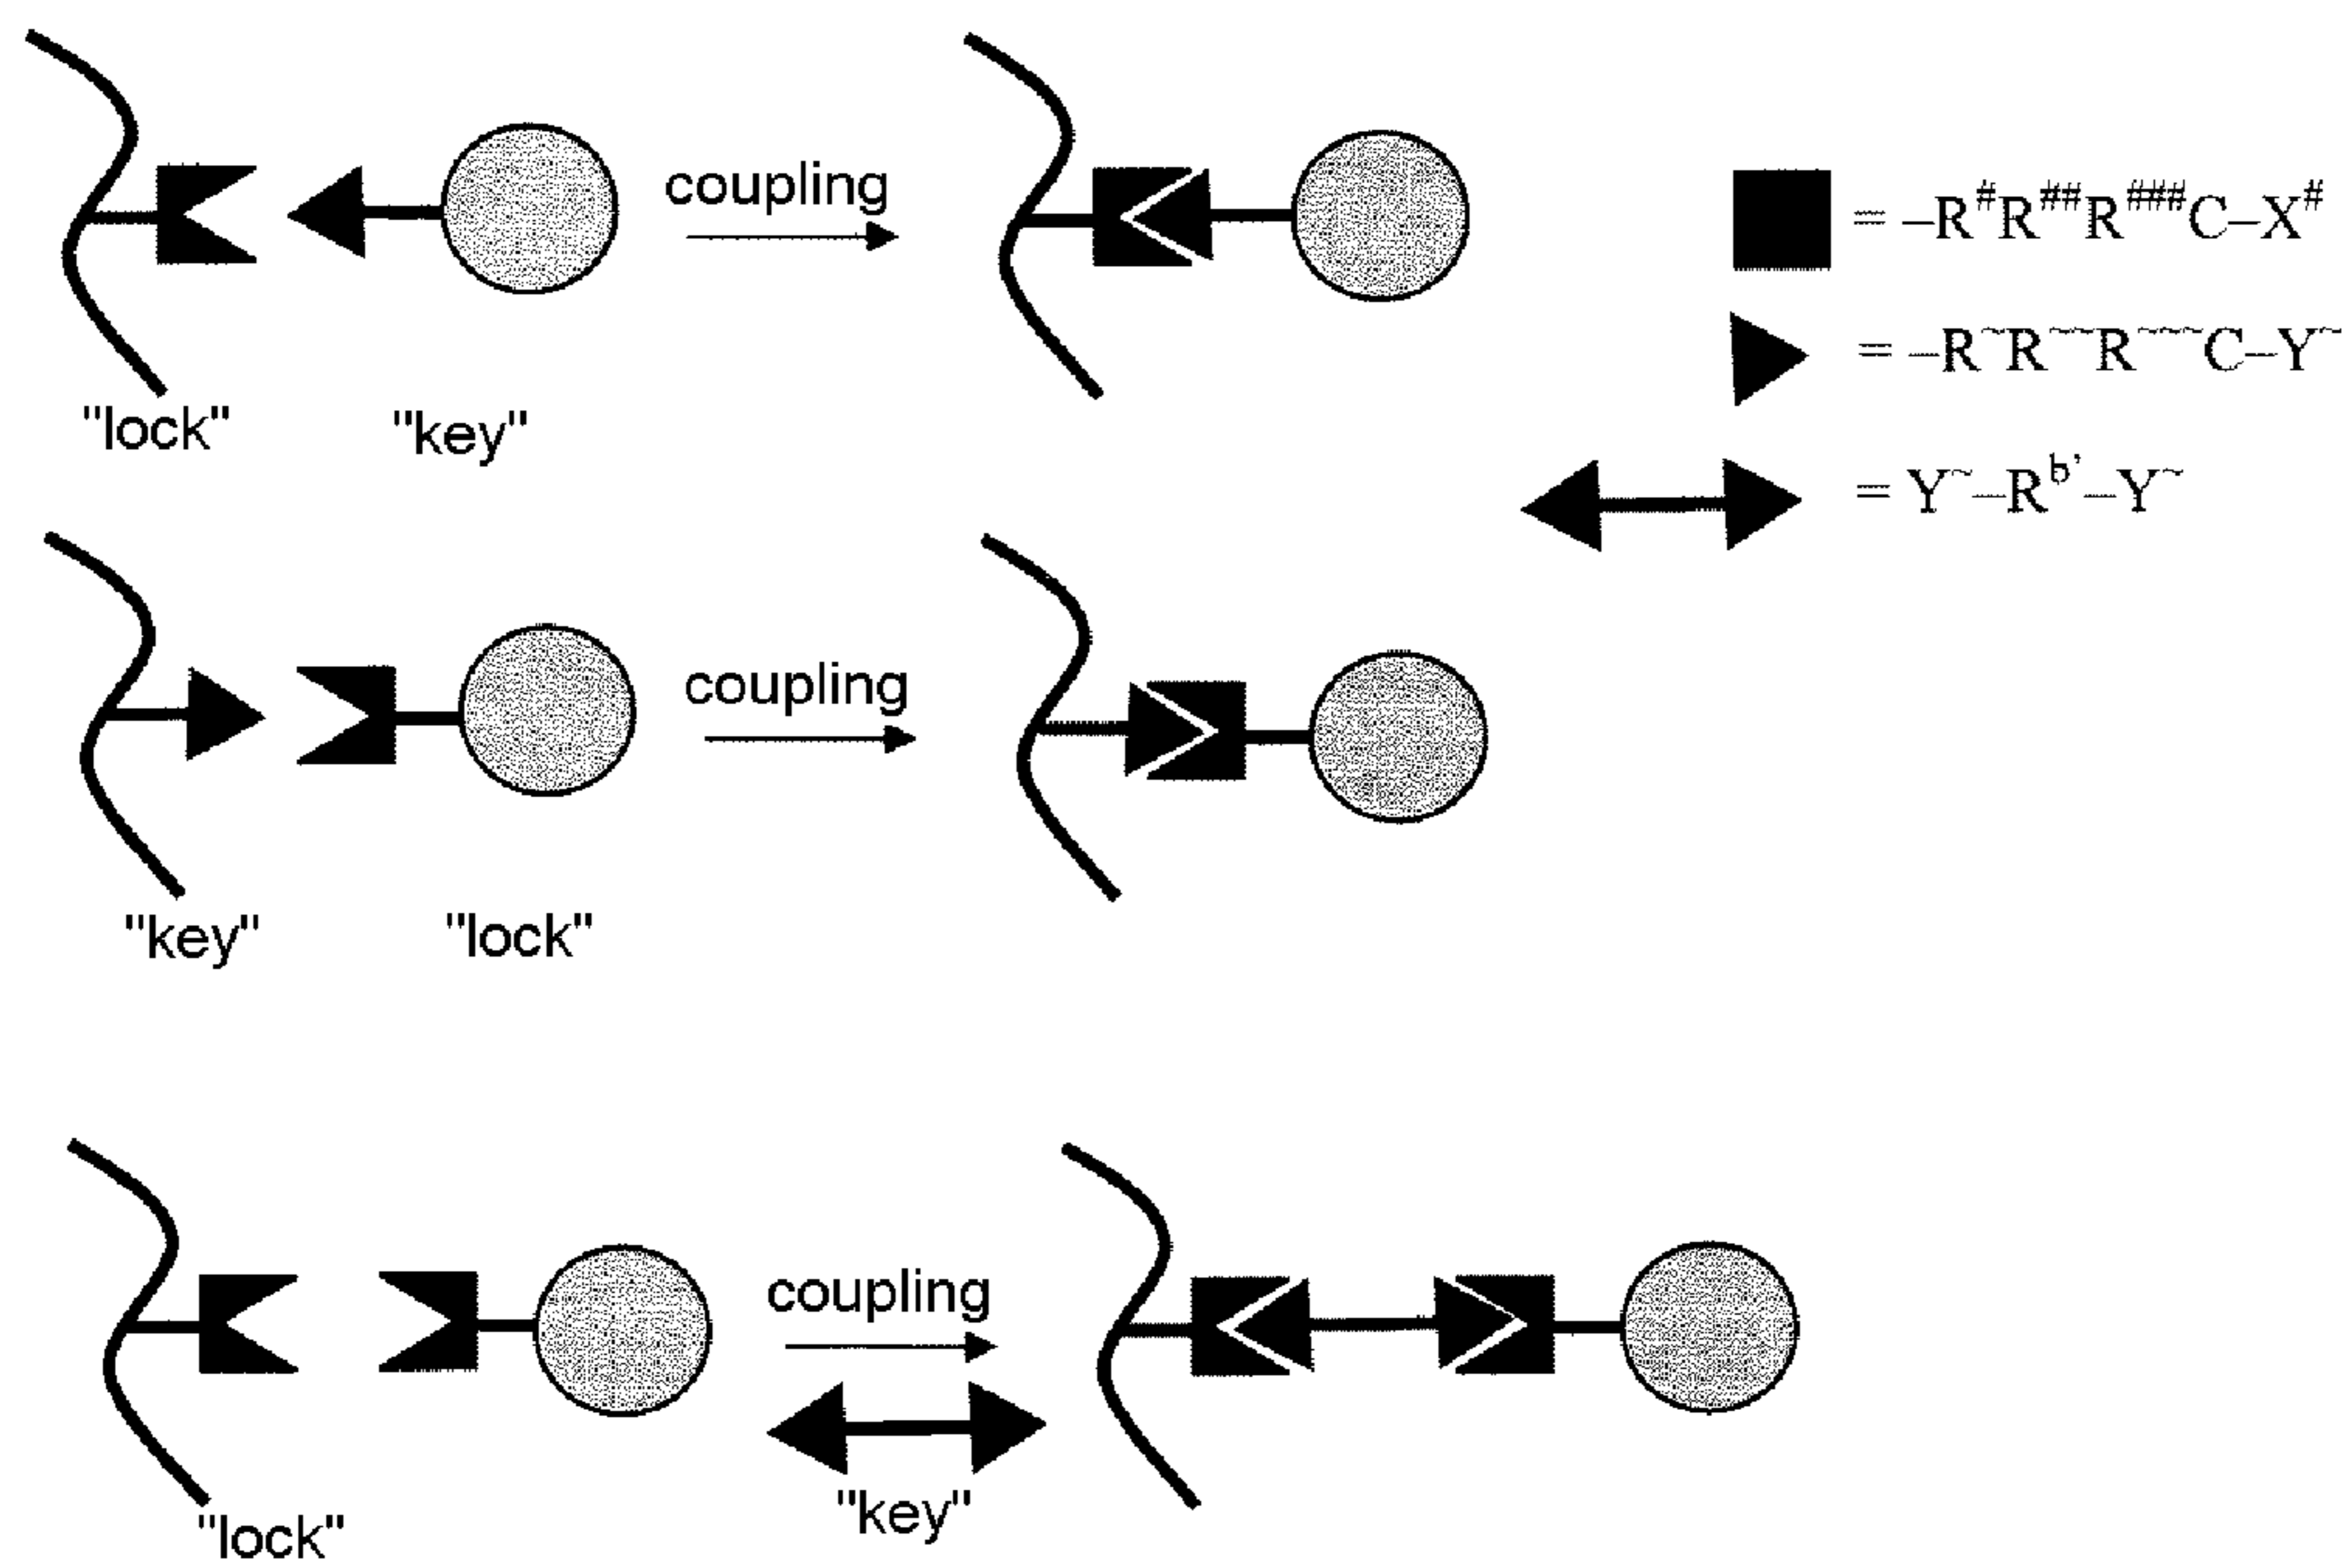 coupling
"lock" "key"
= –R#R##R###C–X#
= –R~R~~R~~~C–Y~
= Y~–Rb’–Y~
coupling
"key" "lock"
coupling
"key"
"lock"